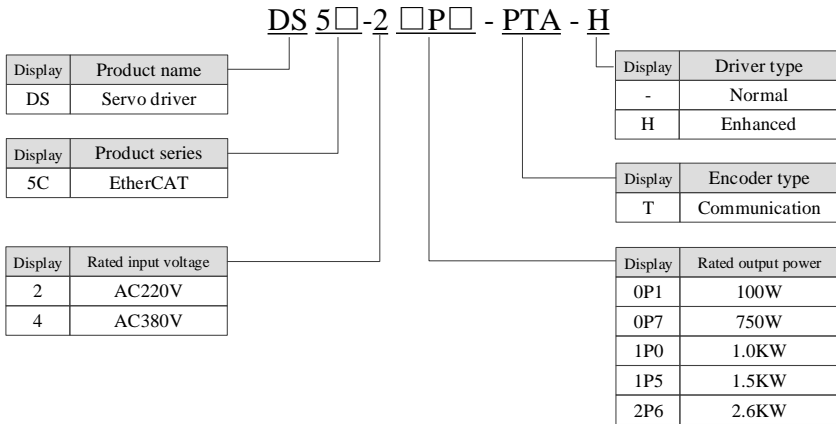 DS 5□-2 □P□ - PTA - H
Display Product name
DS Servo driver
Display Product series
5C EtherCAT
Display Rated input voltage
2 AC220V
4 AC380V
Display Driver type
- Normal
H Enhanced
Display Encoder type
T Communication
Display Rated output power
0P1 100W
0P7 750W
1P0 1.0KW
1P5 1.5KW
2P6 2.6KW